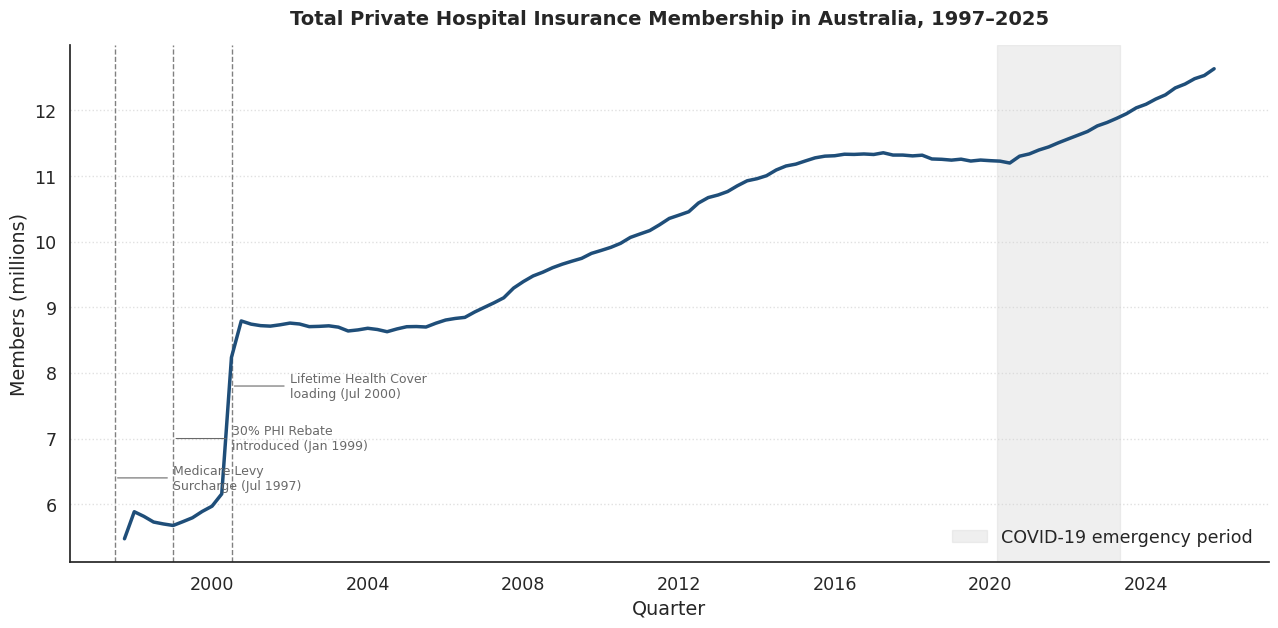 Total Private Hospital Insurance Membership in Australia, 1997–2025
Members (millions)
12
11
10
9
8
7
6
Lifetime Health Cover
loading (Jul 2000)
30% PHI Rebate
introduced (Jan 1999)
Medicare Levy
Surcharge (Jul 1997)
COVID-19 emergency period
2000
2004
2008
2012
2016
2020
2024
Quarter